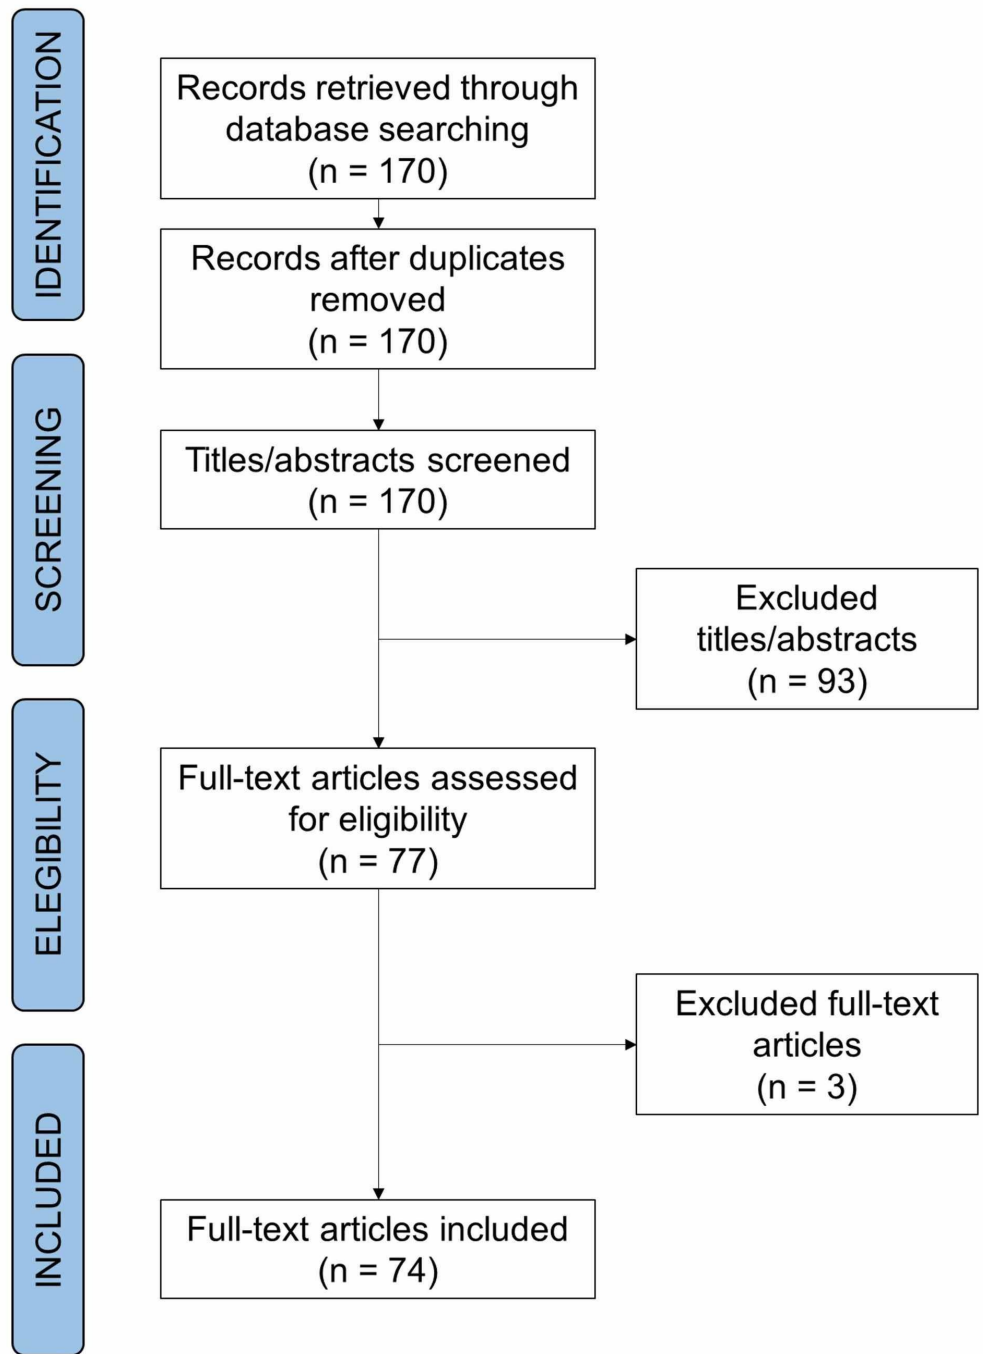 IDENTIFICATION
Records retrieved through
database searching
(n = 170)
Records after duplicates
removed
(n = 170)
SCREENING
Titles/abstracts screened
(n = 170)
Excluded
titles/abstracts
(n = 93)
ELEGIBILITY
Full-text articles assessed
for eligibility
(n = 77)
Excluded full-text
articles
(n = 3)
INCLUDED
Full-text articles included
(n = 74)